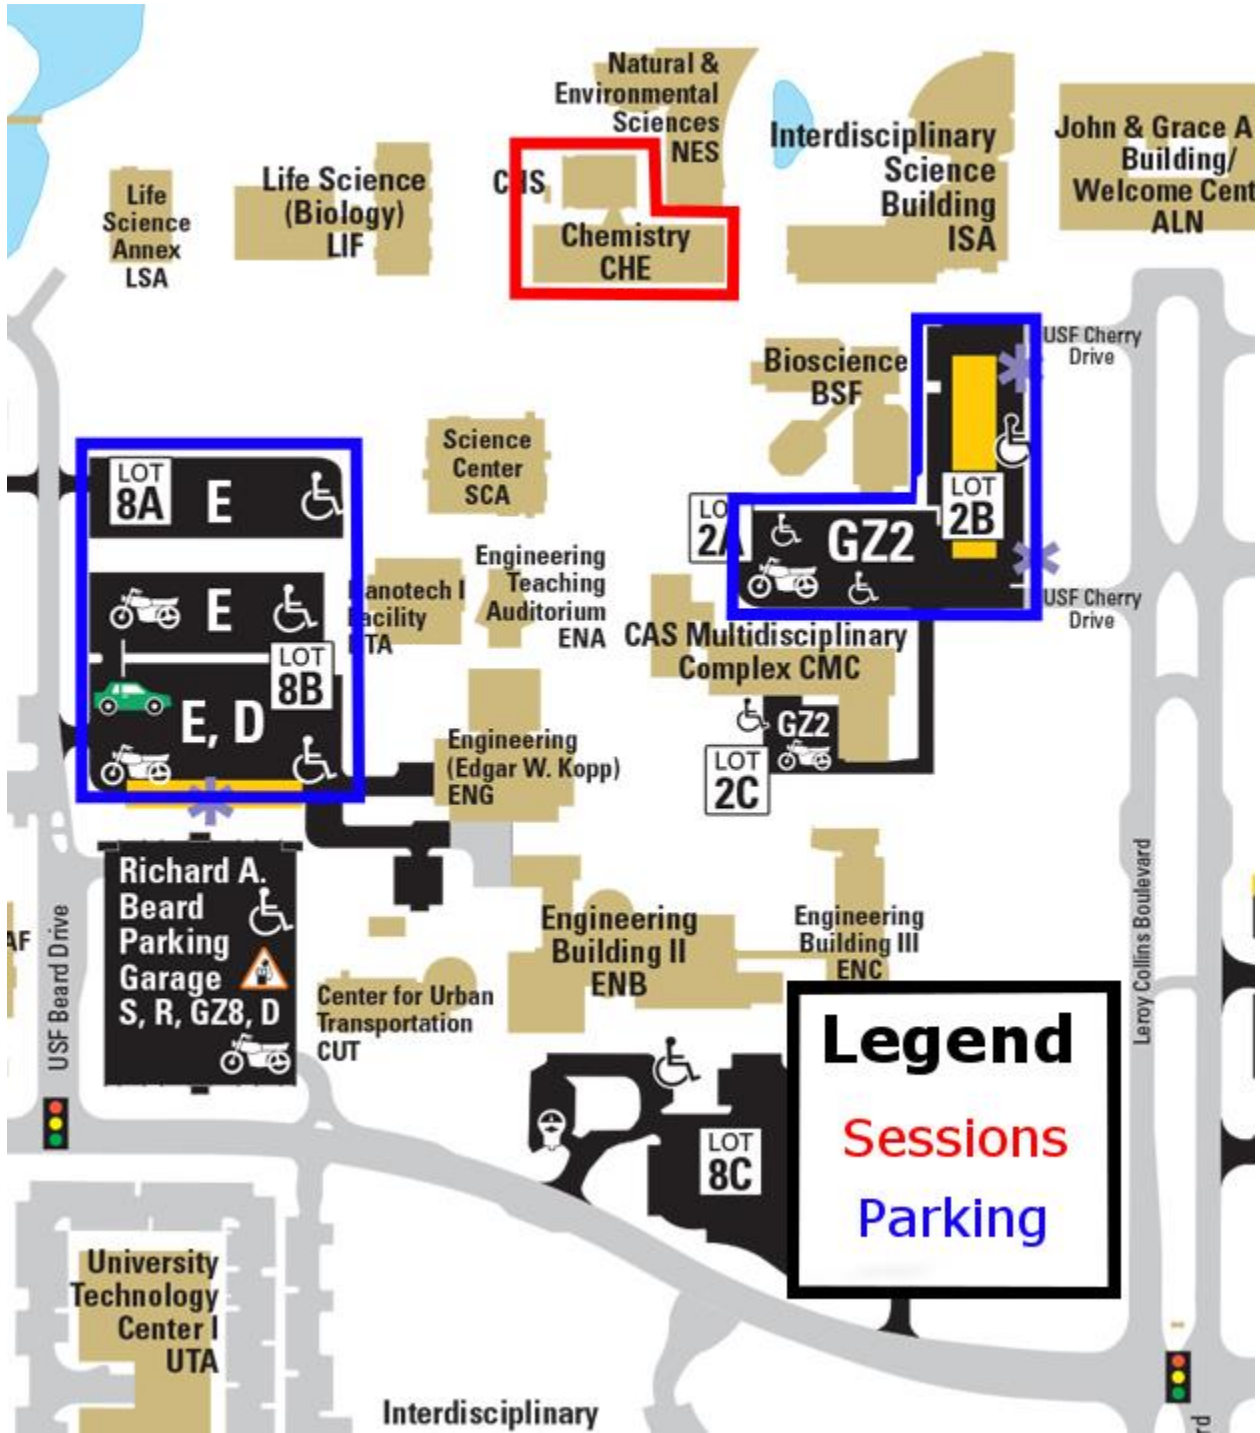 Natural &
Environmental
Sciences
NES
Interdisciplinary
Science
Building
ISA
John & Grace A
Building/
Welcome Cent
ALN
Life
Science
Annex
LSA
Life Science
(Biology)
LIF
CHS
Chemistry
CHE
USF Cherry
Drive
Bioscience
BSF
Science
Center
SCA
LOT
8A
E
LOT
2B
LO
2A
GZ2
Engineering
Teaching
Auditorium
ENA
anotech I
acility
TA
E
USF Cherry
Drive
CAS Multidisciplinary
Complex CMC
LOT
8B
E, D
GZ2
LOT
2C
Engineering
(Edgar W. Kopp)
ENG
Richard A.
Beard
Parking
Garage
S, R, GZ8, D
AF
USF Beard Drive
Leroy Collins Boulevard
Engineering
Building II
ENB
Engineering
Building III
ENC
Center for Urban
Transportation
CUT
LOT
8C
Legend
Sessions
Parking
University
Technology
Center I
UTA
Interdisciplinary
rd